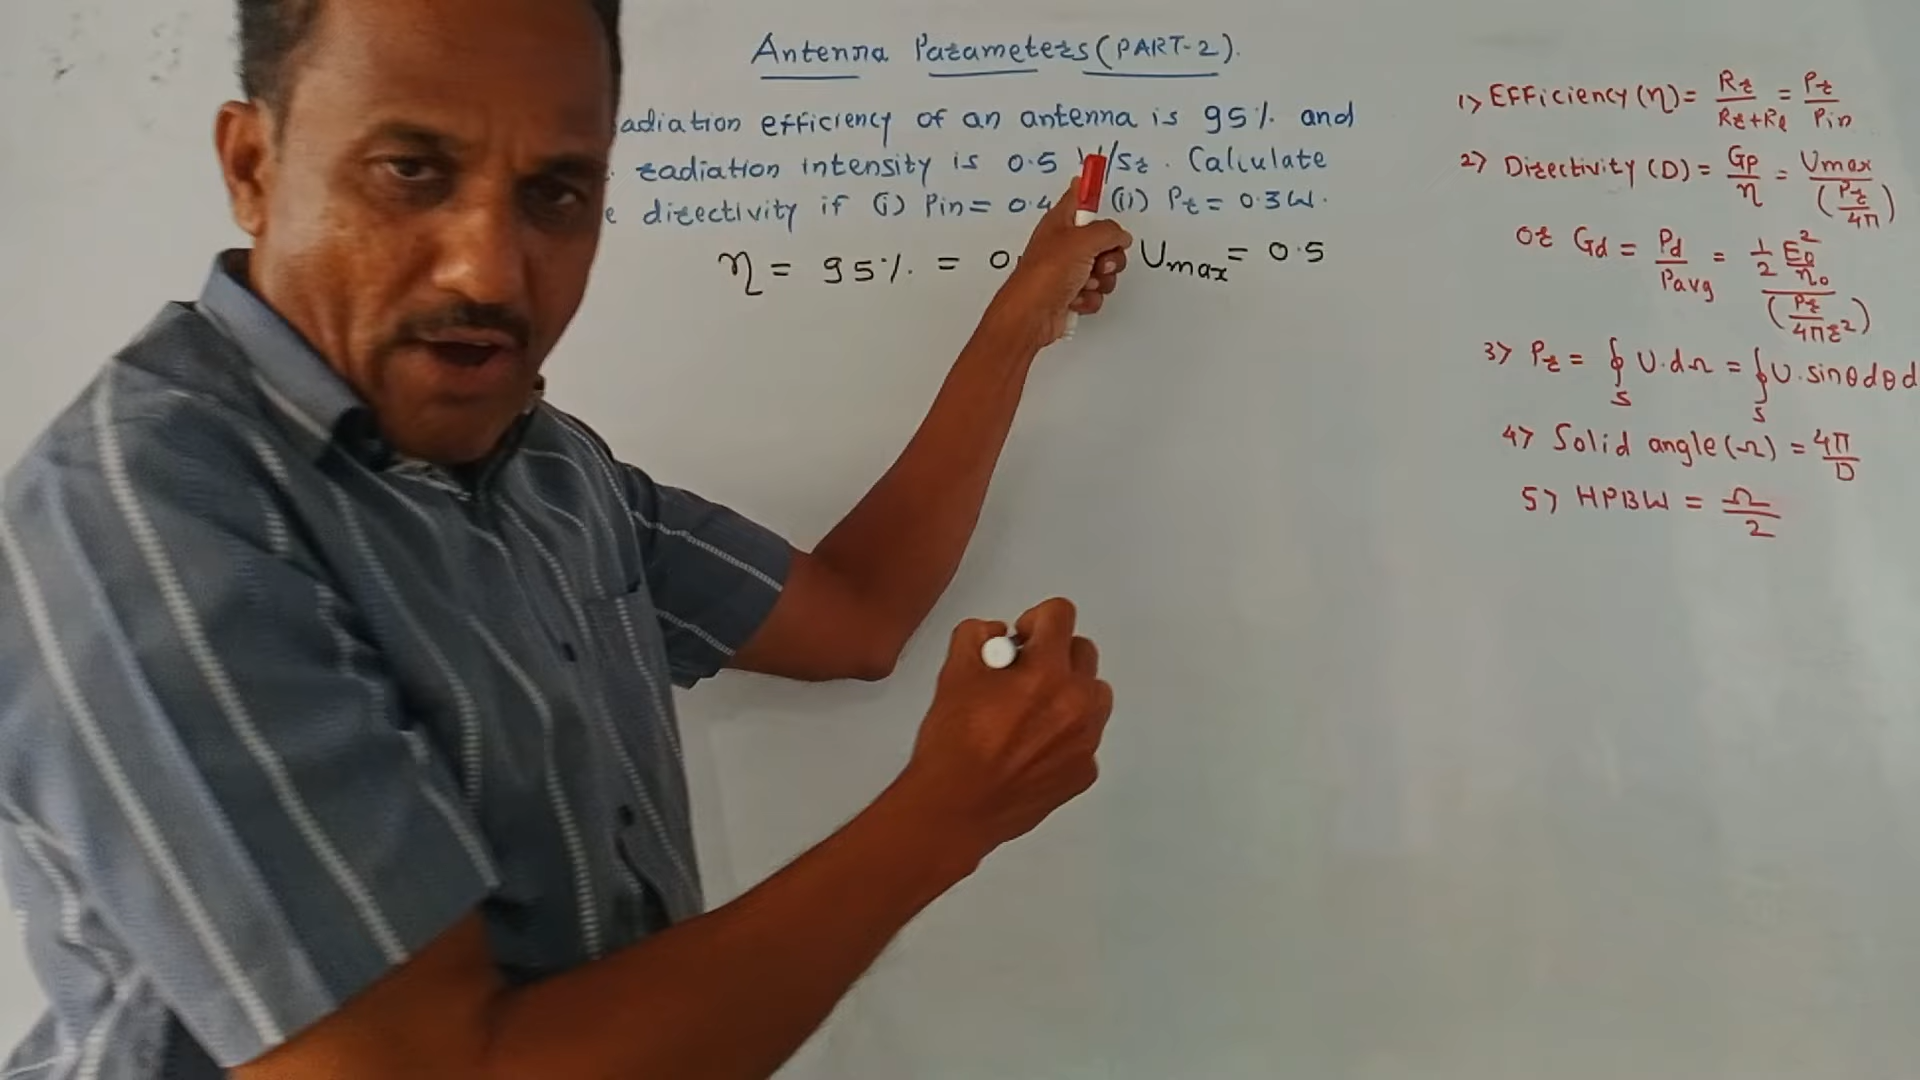 Antenna Parameters (PART-2).
adiation efficiency of an antenna is 95% and
radiation intensity is 0.5 W/Sr. Calculate
e directivity if (i) Pin = 0.4 (ii) Pr = 0.3W.
η = 95% = 0. Umax = 0.5
1) Efficiency (η) = Rr/(Rr+Rl) = Pr/Pin
2) Directivity (D) = Gp/η = Umax/(Pr/4π)
or Gd = Pd/Pavg = (1/2 E0²/η0)/(Pr/4πr²)
3) Pr = ∮s U.dΩ = ∮s U.sinθdθd
4) Solid angle (Ω) = 4π/D
5) HPBW = Ω/2